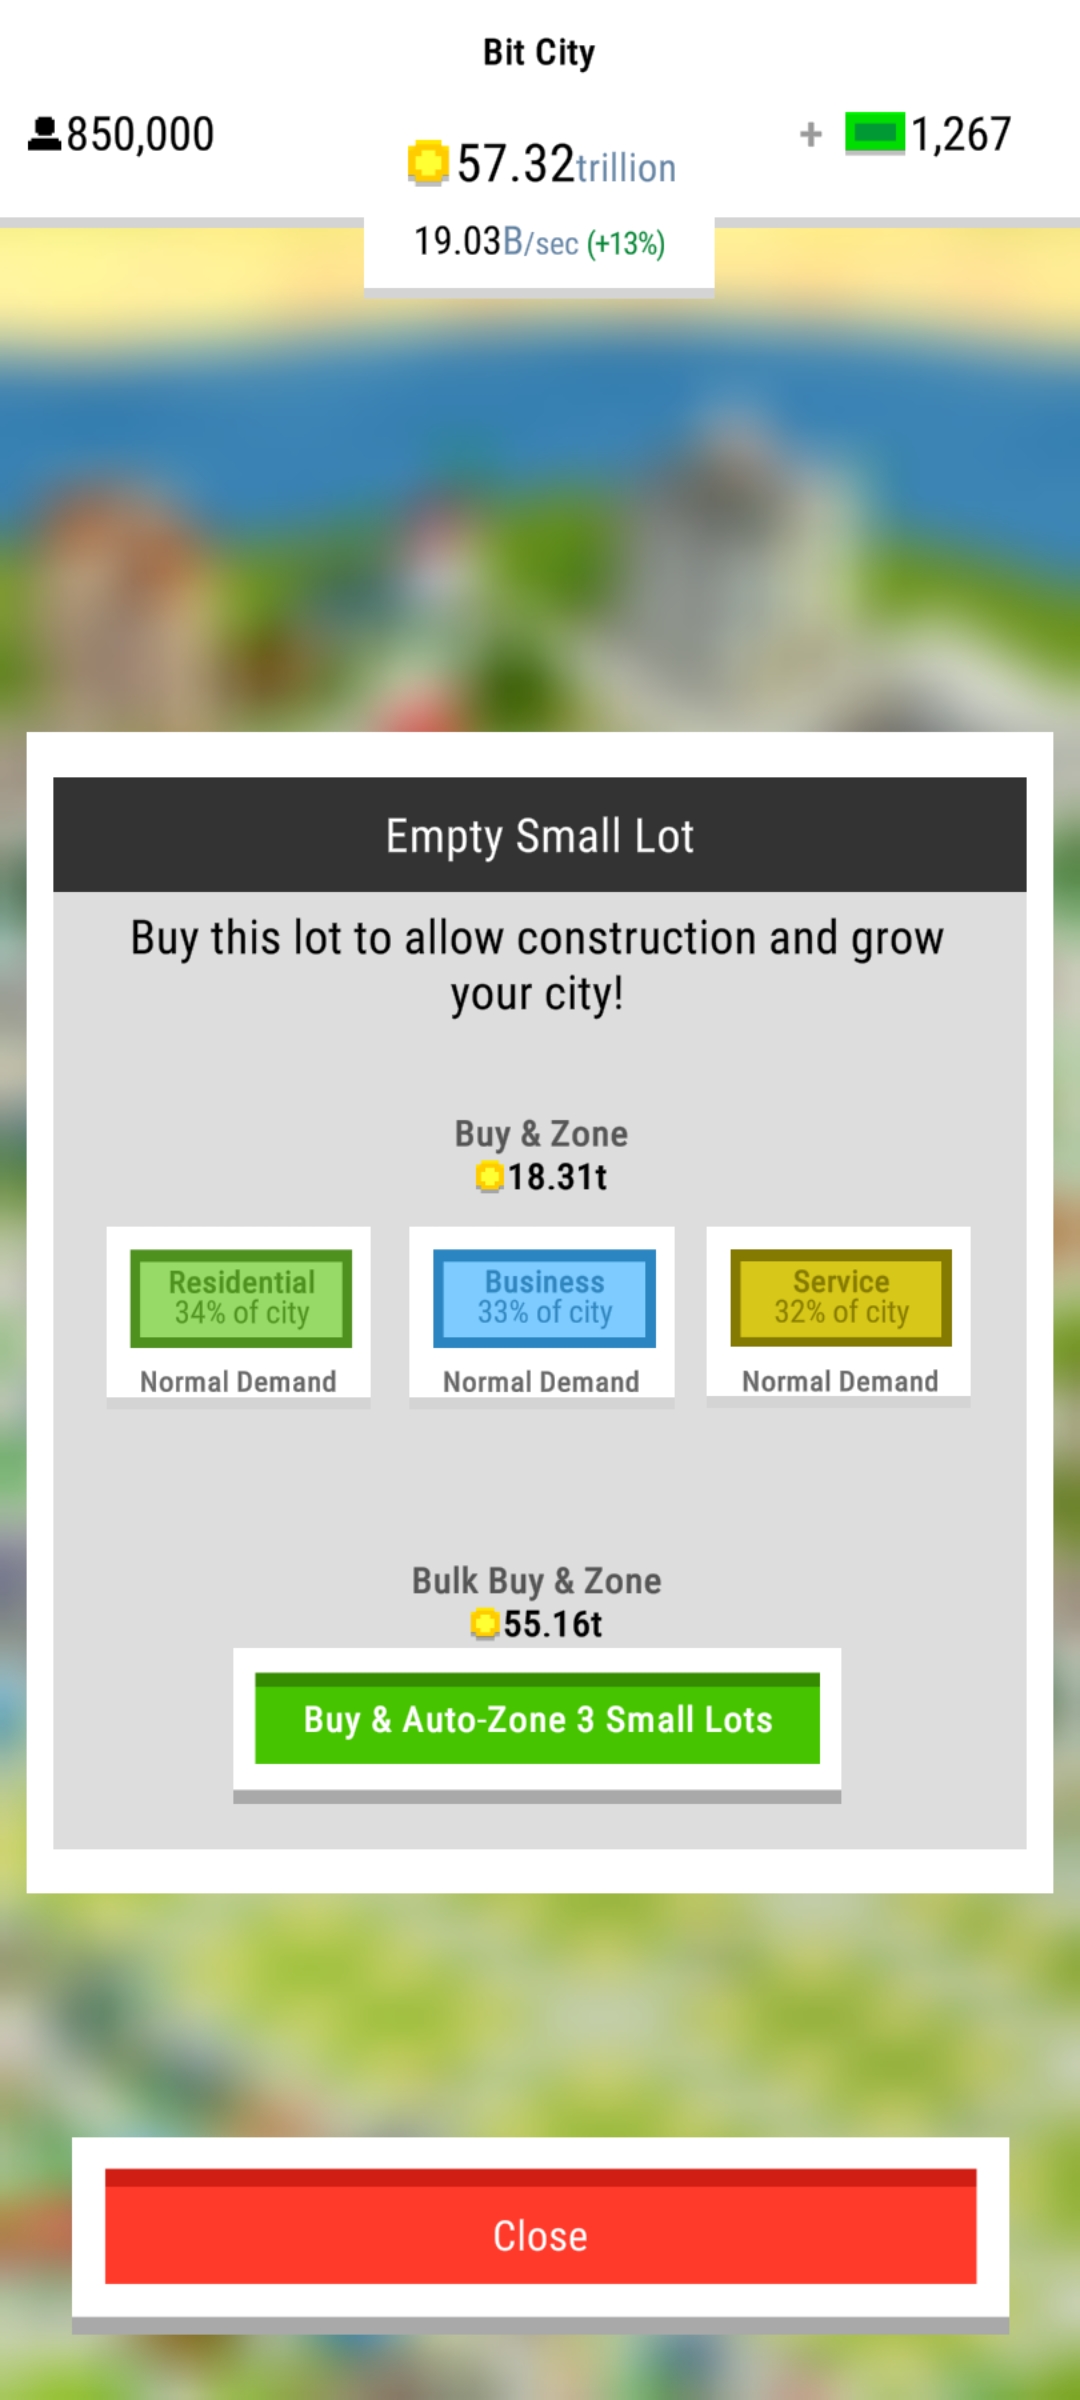 Bit City
850,000
57.32trillion
+ 1,267
19.03B/sec (+13%)
Empty Small Lot
Buy this lot to allow construction and grow
your city!
Buy & Zone
18.31t
Residential
34% of city
Normal Demand
Business
33% of city
Normal Demand
Service
32% of city
Normal Demand
Bulk Buy & Zone
55.16t
Buy & Auto-Zone 3 Small Lots
Close